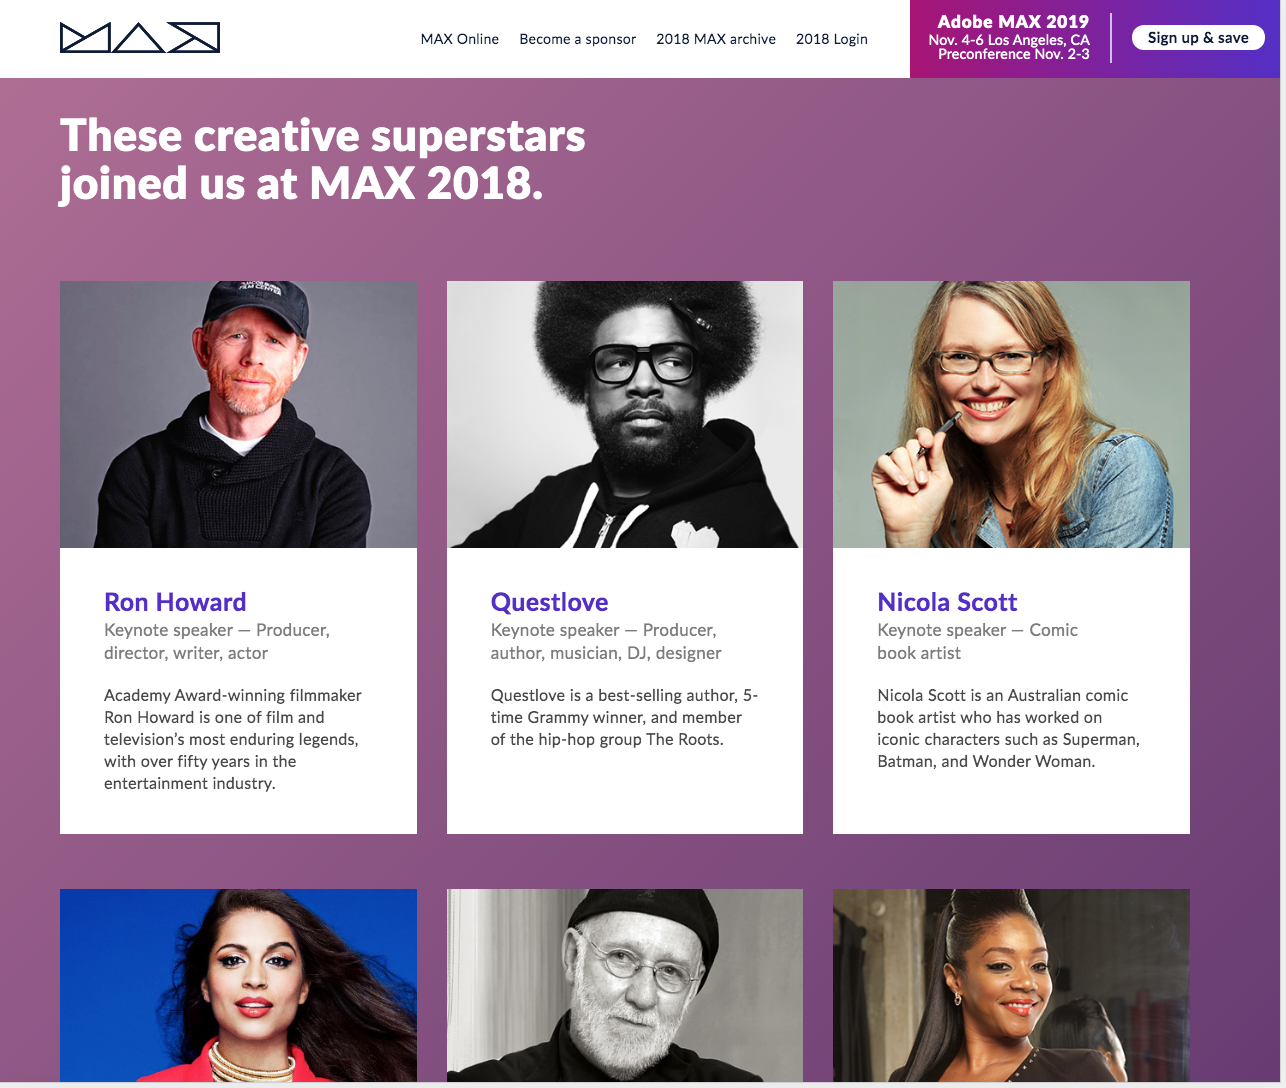 MAX
MAX Online
Become a sponsor
2018 MAX archive
2018 Login
Adobe MAX 2019
Nov. 4-6 Los Angeles, CA
Preconference Nov. 2-3
Sign up & save
These creative superstars
joined us at MAX 2018.
FILM CENTER
Ron Howard
Keynote speaker — Producer,
director, writer, actor
Academy Award-winning filmmaker
Ron Howard is one of film and
television’s most enduring legends,
with over fifty years in the
entertainment industry.
Questlove
Keynote speaker — Producer,
author, musician, DJ, designer
Questlove is a best-selling author, 5-
time Grammy winner, and member
of the hip-hop group The Roots.
Nicola Scott
Keynote speaker — Comic
book artist
Nicola Scott is an Australian comic
book artist who has worked on
iconic characters such as Superman,
Batman, and Wonder Woman.